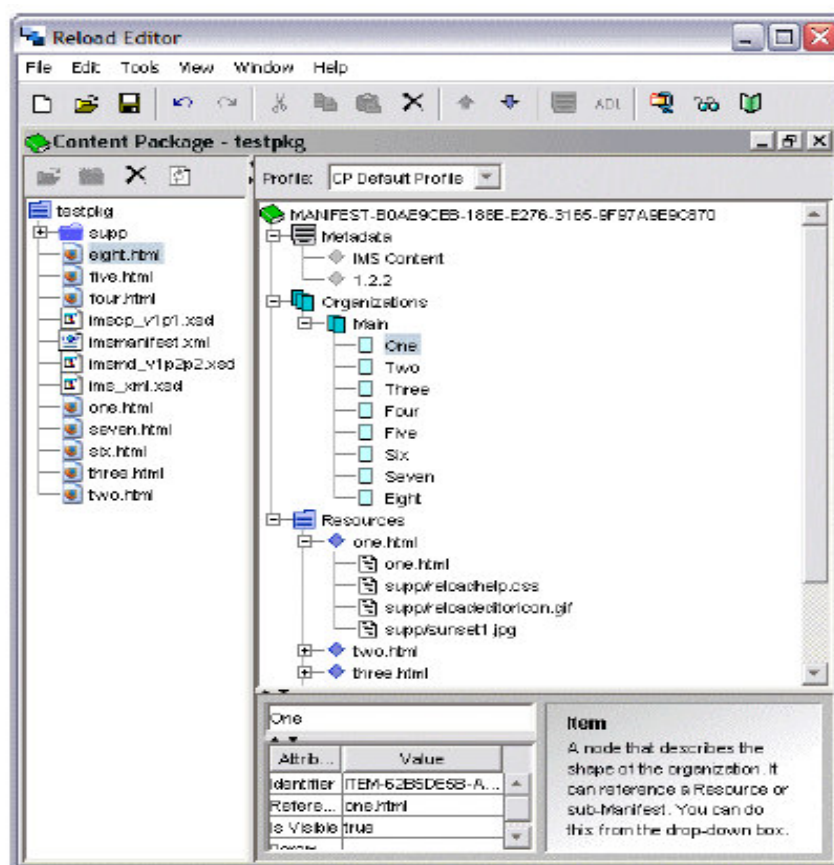 Reload Editor
File Edit Tools View Window Help
ADL
Content Package - testpkg
Profile: CP Default Profile
testpkg
supp
eight.html
five.html
four.html
imscp_v1p1.xsd
imsmanifest.xml
imsmd_v1p2p2.xsd
ims_xml.xsd
one.html
seven.html
six.html
three.html
two.html
MANIFEST-B0AE9CEB-188E-E276-3165-9F97A9E9C870
Metadata
IMS Content
1.2.2
Organizations
Main
One
Two
Three
Four
Five
Six
Seven
Eight
Resources
one.html
one.html
supp/reloadhelp.css
supp/reloadeditoricon.gif
supp/sunset1.jpg
two.html
three.html
One
Attrib... Value
Identifier ITEM-62B5DE5B-A...
Refere... one.html
Is Visible true
Item
A node that describes the
shape of the organization. It
can reference a Resource or
sub-Manifest. You can do
this from the drop-down box.